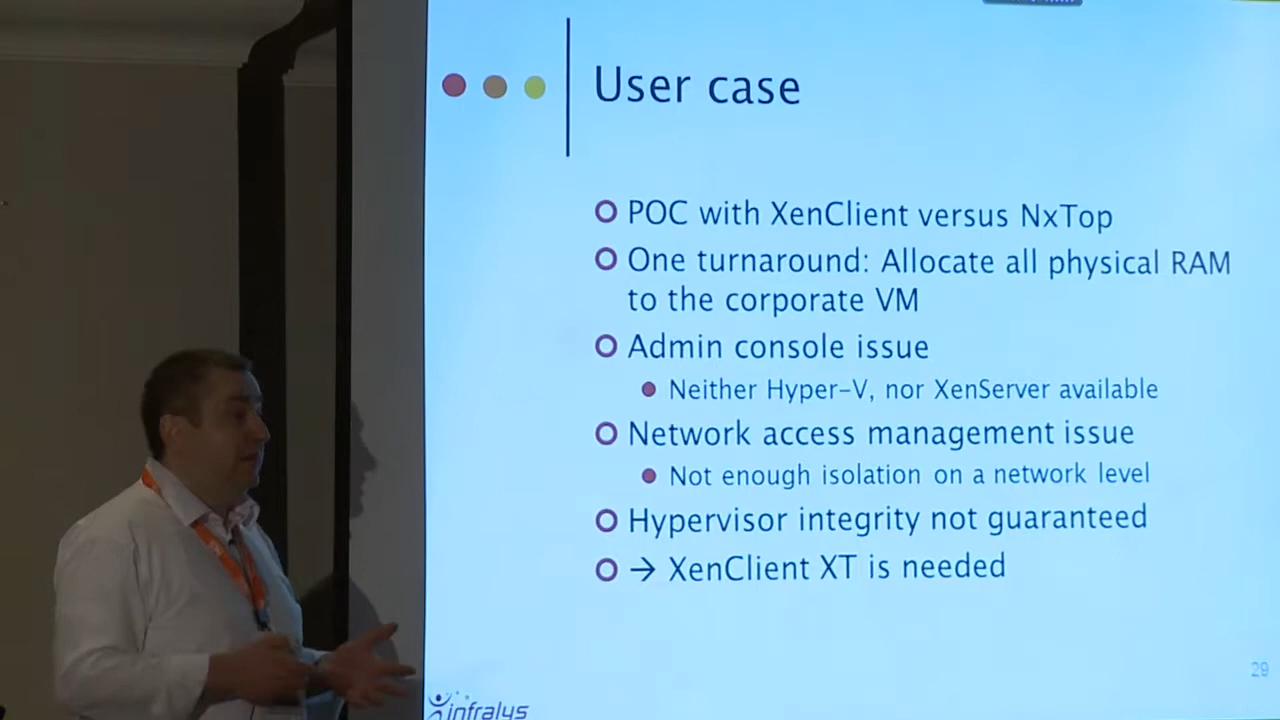 User case
POC with XenClient versus NxTop
One turnaround: Allocate all physical RAM
to the corporate VM
Admin console issue
Neither Hyper-V, nor XenServer available
Network access management issue
Not enough isolation on a network level
Hypervisor integrity not guaranteed
→ XenClient XT is needed
29
infralys